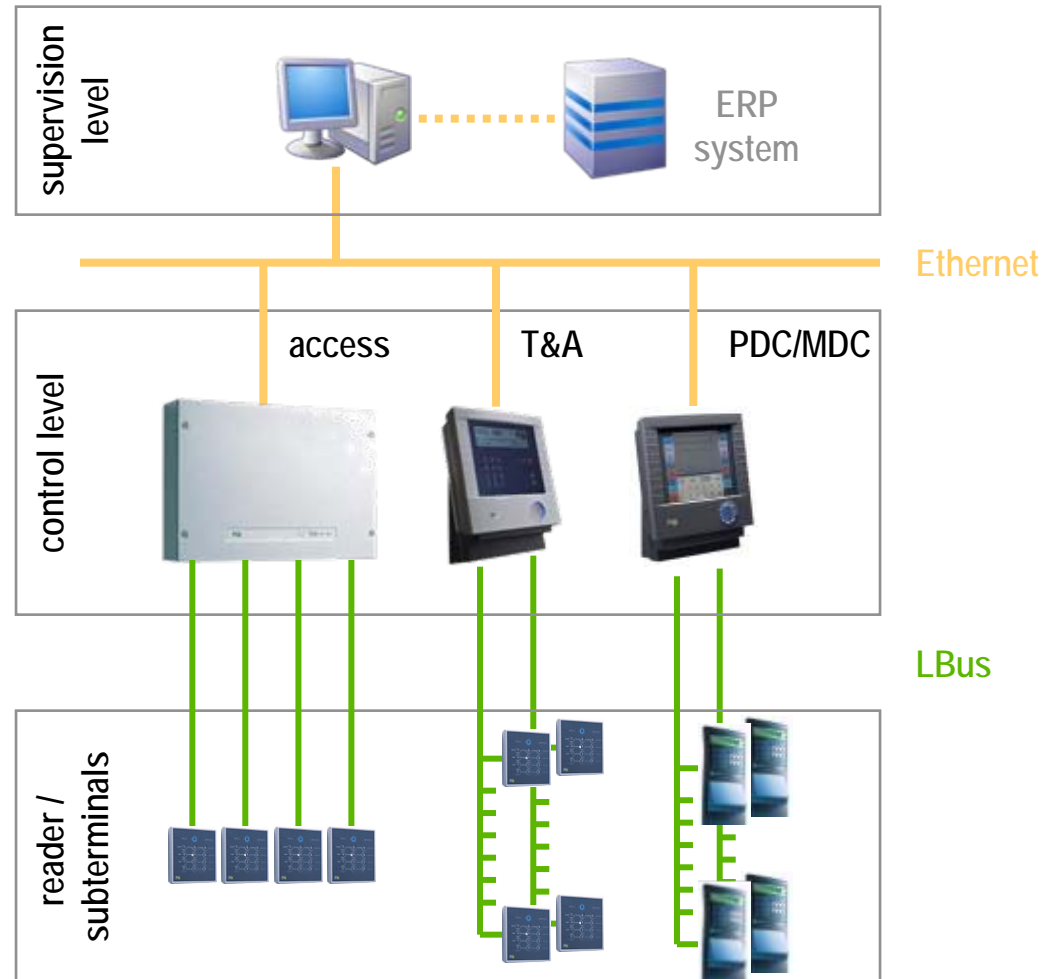 supervision
level
ERP
system
Ethernet
access
T&A
PDC/MDC
control level
LBus
reader /
subterminals